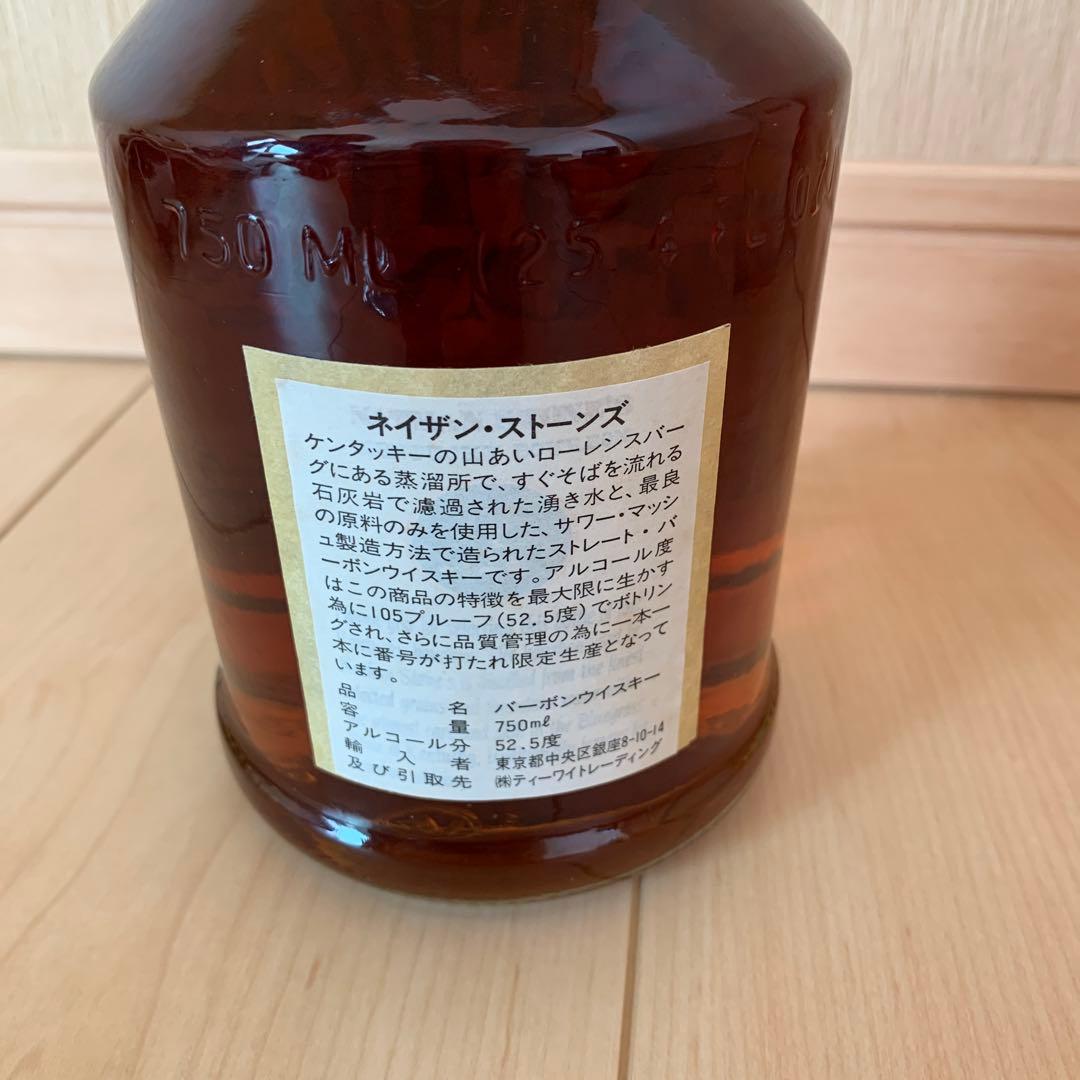 750 ML (25.4 FL.
ネイザン・ストーンズ
ケンタッキーの山あいローレンスバー
グにある蒸溜所で、すぐそばを流れる
石灰岩で濾過された湧き水と、最良
の原料のみを使用した、サワー・マッシ
ュ製造方法で造られたストレート・バ
ーボンウイスキーです。アルコール度
はこの商品の特徴を最大限に生かす
為に105プルーフ(52.5度)でボトリン
グされ、さらに品質管理の為に一本一
本に番号が打たれ限定生産となって
います。
品名 バーボンウイスキー
容量 750mℓ
アルコール分 52.5度
輸入者 東京都中央区銀座8-10-14
及び引取先 ㈱ティーワイトレーディング